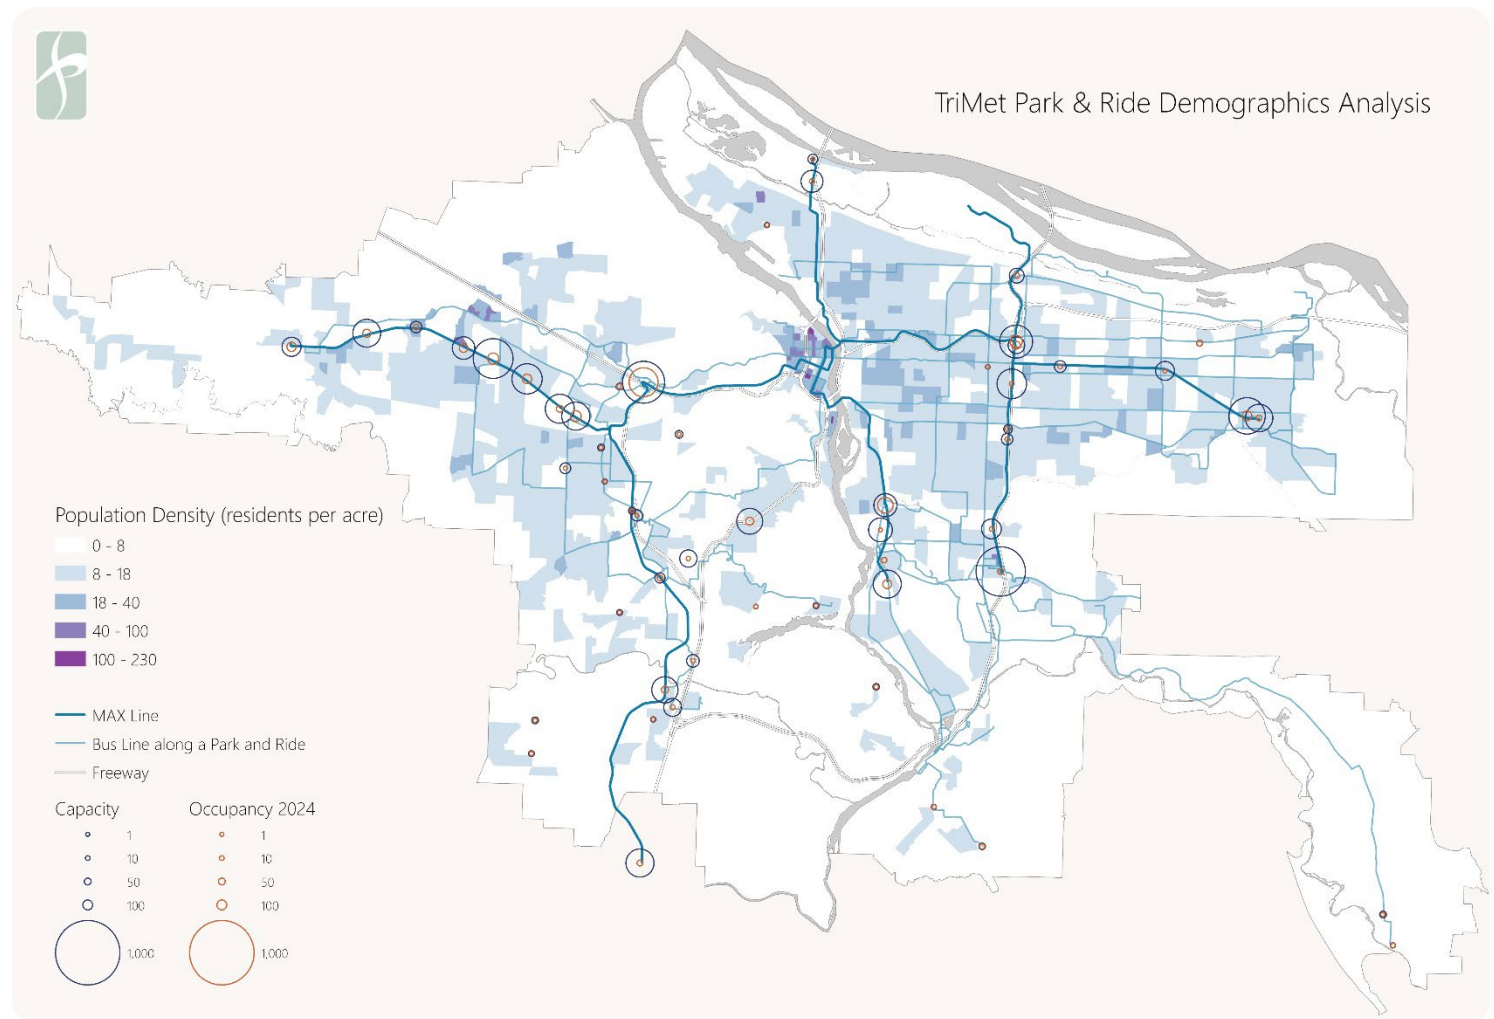 TriMet Park & Ride Demographics Analysis
Population Density (residents per acre)
0 - 8
8 - 18
18 - 40
40 - 100
100 - 230
MAX Line
Bus Line along a Park and Ride
Freeway
Capacity Occupancy 2024
1 1
10 10
50 50
100 100
1,000 1,000